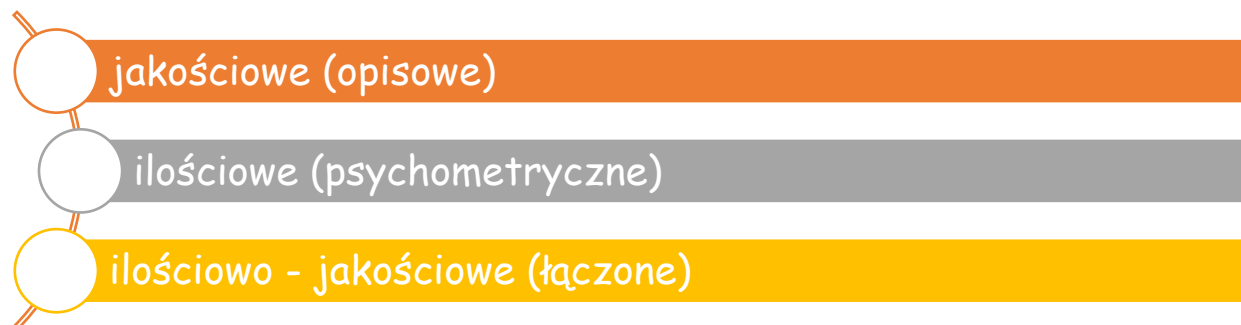 jakościowe (opisowe)
ilościowe (psychometryczne)
ilościowo - jakościowe (łączone)